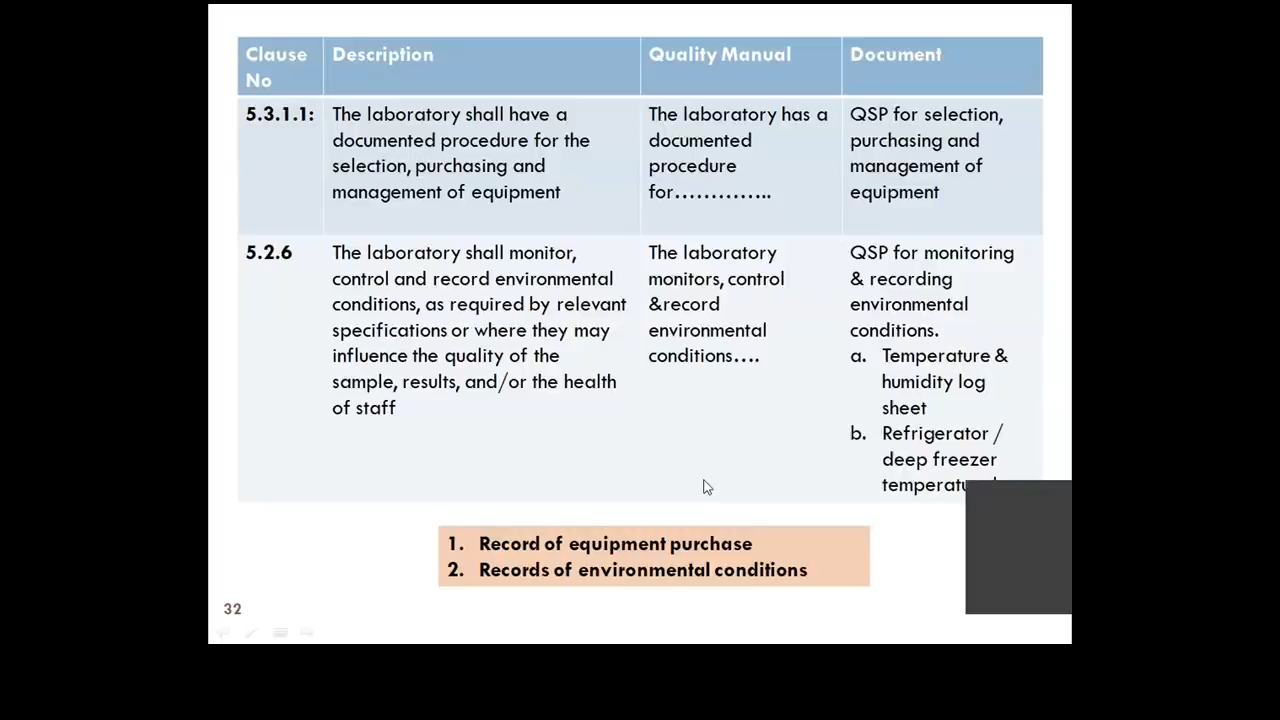 Clause No
Description
Quality Manual
Document
5.3.1.1:
The laboratory shall have a
documented procedure for the
selection, purchasing and
management of equipment
The laboratory has a
documented
procedure
for…………..
QSP for selection,
purchasing and
management of
equipment
5.2.6
The laboratory shall monitor,
control and record environmental
conditions, as required by relevant
specifications or where they may
influence the quality of the
sample, results, and/or the health
of staff
The laboratory
monitors, control
&record
environmental
conditions….
QSP for monitoring
& recording
environmental
conditions.
a. Temperature &
humidity log
sheet
b. Refrigerator /
deep freezer
1. Record of equipment purchase
2. Records of environmental conditions
32